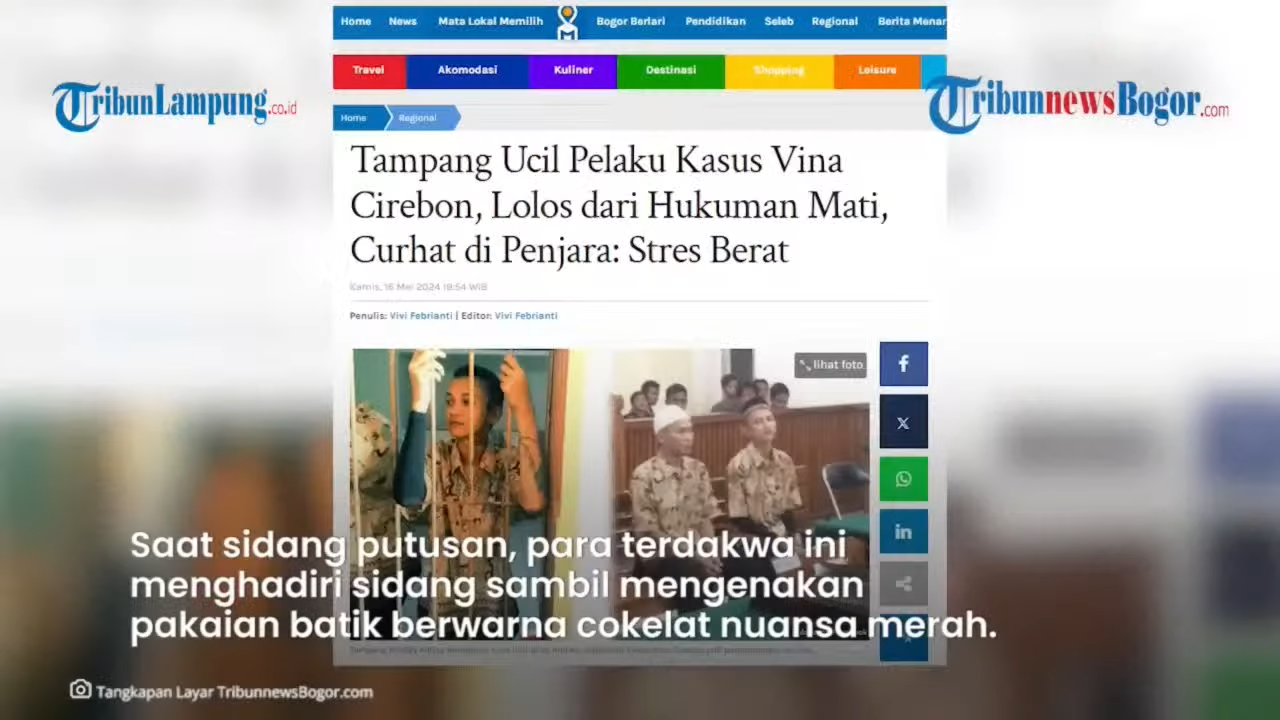 Home News Mata Lokal Memilih Bogor Berlari Pendidikan Seleb Regional Berita Menar
Travel Akomodasi Kuliner Destinasi Shopping Leisure
TribunLampung.co.id
TribunnewsBogor.com
Home Regional
Tampang Ucil Pelaku Kasus Vina
Cirebon, Lolos dari Hukuman Mati,
Curhat di Penjara: Stres Berat
Kamis, 16 Mei 2024 19:54 WIB
Penulis: Vivi Febrianti | Editor: Vivi Febrianti
lihat foto
Saat sidang putusan, para terdakwa ini
menghadiri sidang sambil mengenakan
pakaian batik berwarna cokelat nuansa merah.
Tangkapan Layar TribunnewsBogor.com